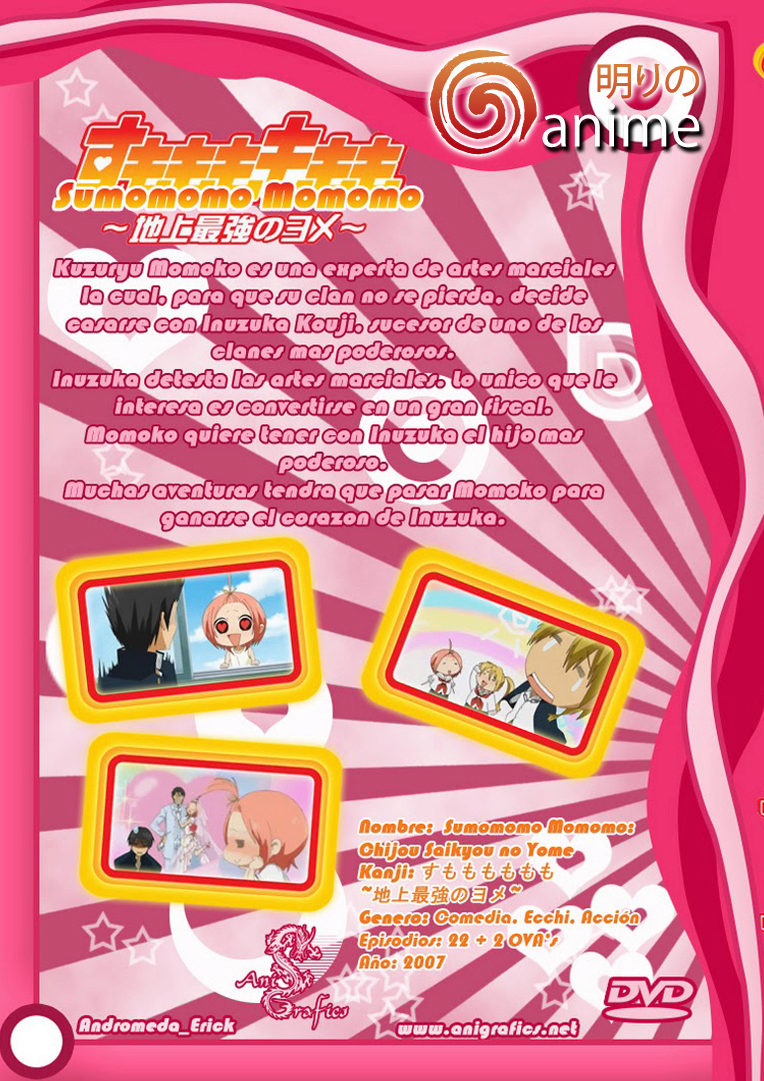 明りの
anime
すもももももも
Sumomomo Momomo
～地上最強のヨメ～
Kuzuryu Momoko es una experta de artes marciales
la cual, para que su clan no se pierda, decide
casarse con Inuzuka Kouji, sucesor de uno de los
clanes mas poderosos.
Inuzuka detesta las artes marciales. Lo unico que le
interesa es convertirse en un gran fiscal.
Momoko quiere tener con Inuzuka el hijo mas
poderoso.
Muchas aventuras tendra que pasar Momoko para
ganarse el corazon de Inuzuka.
Nombre: Sumomomo Momomo:
Chijou Saikyou no Yome
Kanji: すもももももも
~地上最強のヨメ~
Genero: Comedia, Ecchi, Acción
Episodios: 22 + 2 OVA's
Año: 2007
Ani
Grafics
DVD
Andromeda_Erick
www.anigrafics.net